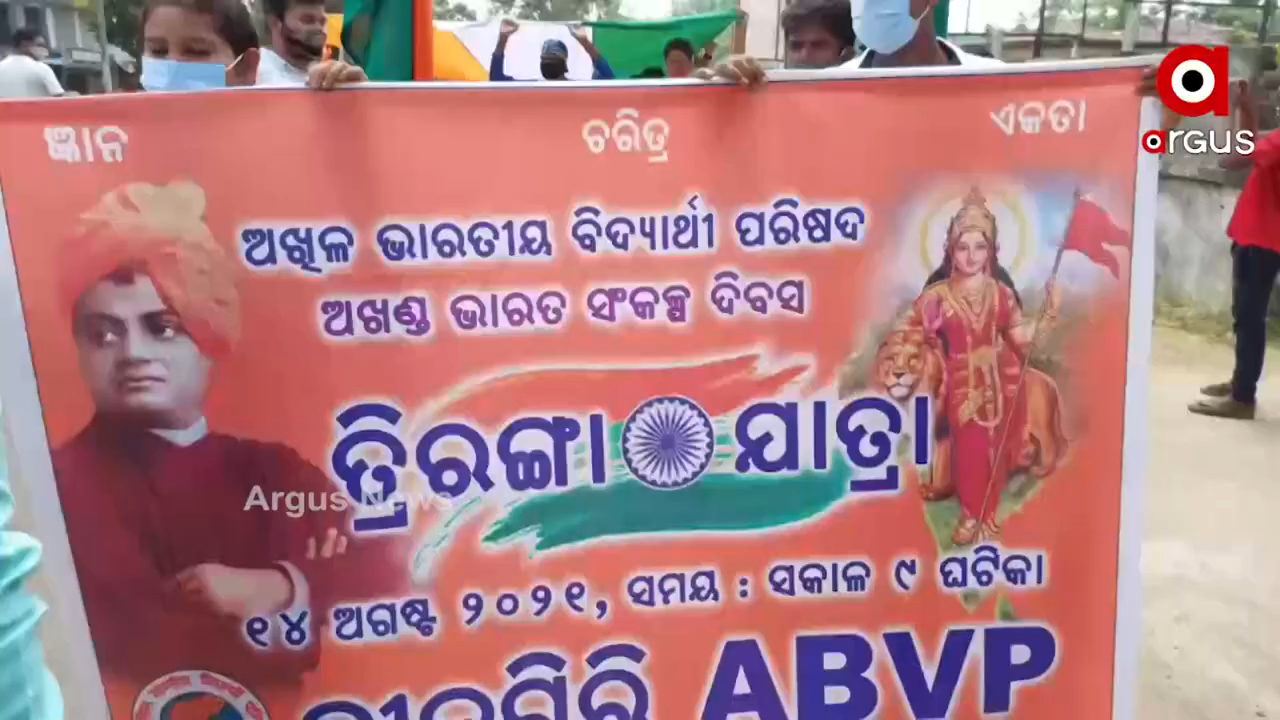 ଜ୍ଞାନ ଚରିତ୍ର ଏକତା
argus
ଅଖିଳ ଭାରତୀୟ ବିଦ୍ୟାର୍ଥୀ ପରିଷଦ
ଅଖଣ୍ଡ ଭାରତ ସଂକଳ୍ପ ଦିବସ
ତ୍ରିରଙ୍ଗା ଯାତ୍ରା
Argus News
୧୪ ଅଗଷ୍ଟ ୨୦୨୧, ସମୟ : ସକାଳ ୯ ଘଟିକା
ABVP